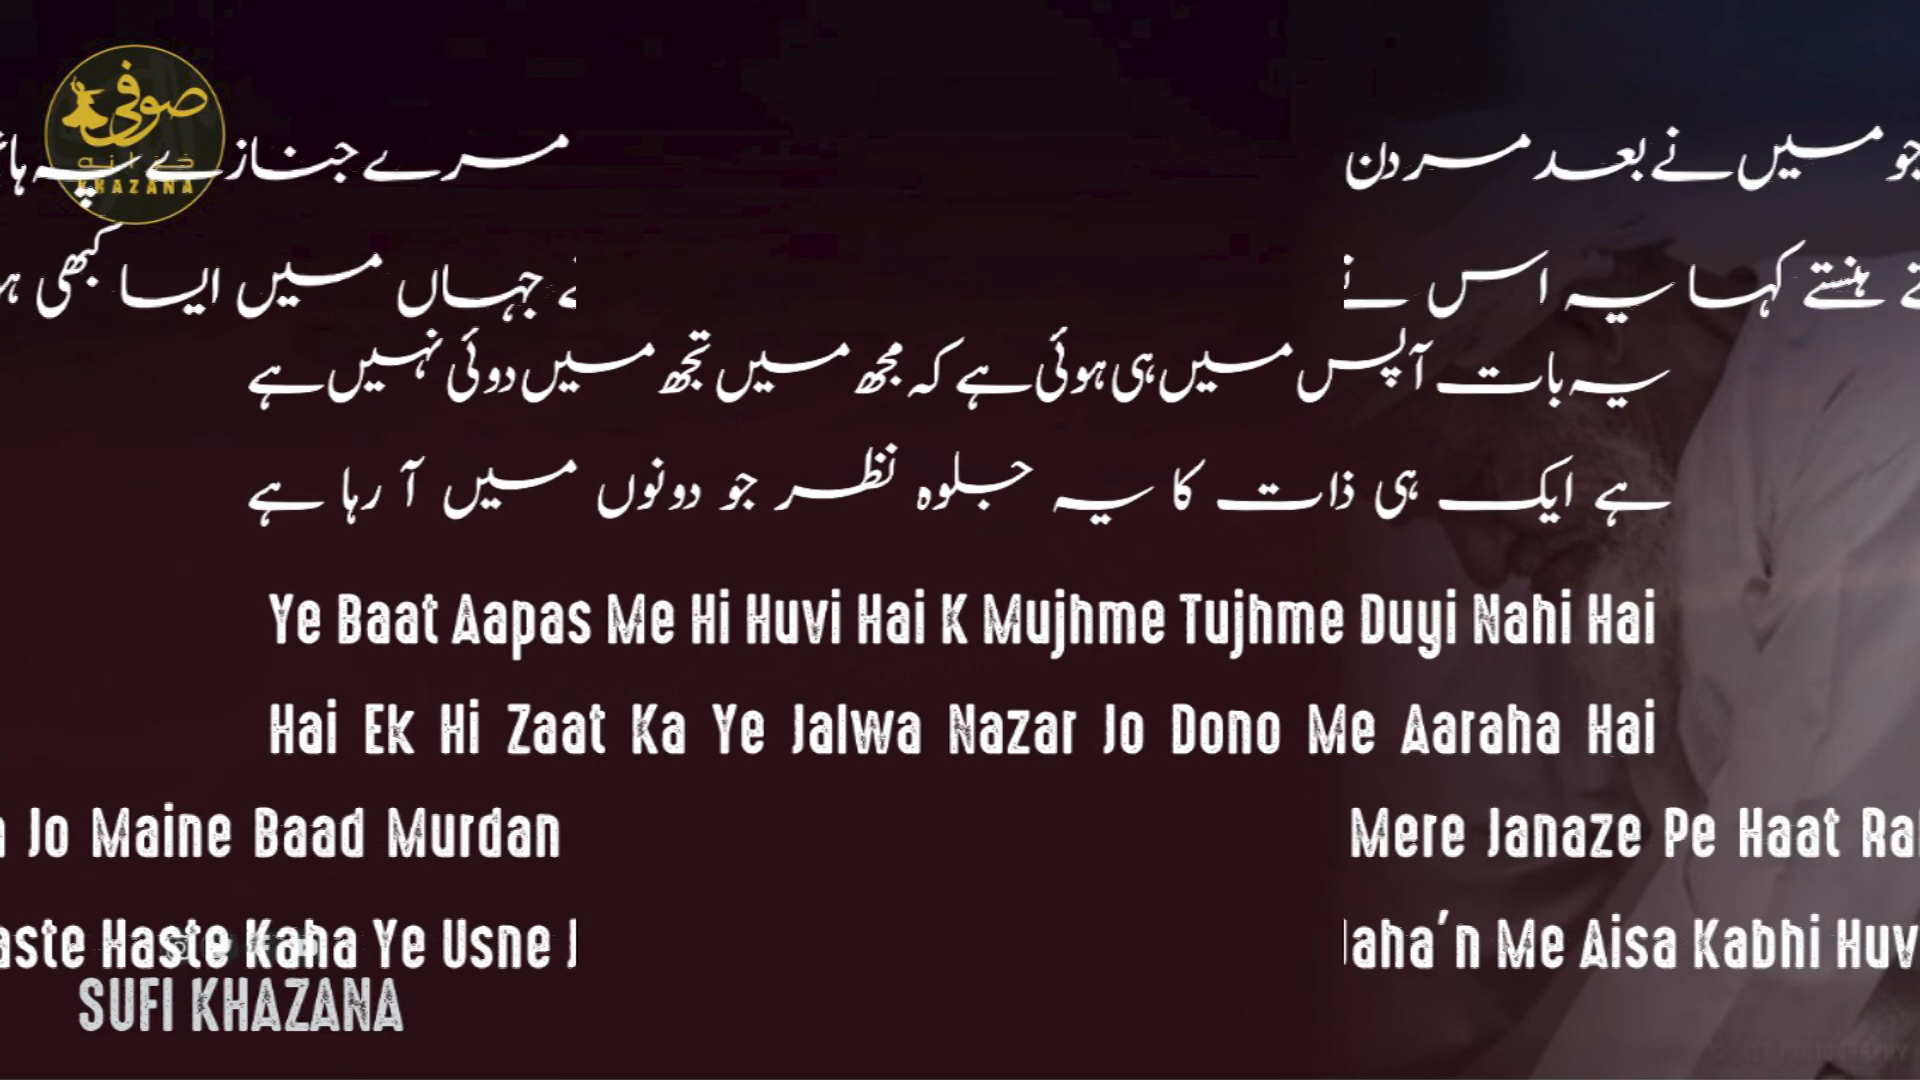 صوفی
خزانہ
KHAZANA
جو میں نے بعد مردن
مرے جنازے پہ
ہنستے کہا یہ اس نے
جہاں میں ایسا کبھی
یہ بات آپس میں ہی ہوئی ہے کہ مجھ میں تجھ میں دوئی نہیں ہے
ہے ایک ہی ذات کا یہ جلوہ نظر جو دونوں میں آ رہا ہے
Ye Baat Aapas Me Hi Huvi Hai K Mujhme Tujhme Duyi Nahi Hai
Hai Ek Hi Zaat Ka Ye Jalwa Nazar Jo Dono Me Aaraha Hai
Jo Maine Baad Murdan
Mere Janaze Pe Haat
Haste Kaha Ye Usne
Me Aisa Kabhi
SUFI KHAZANA